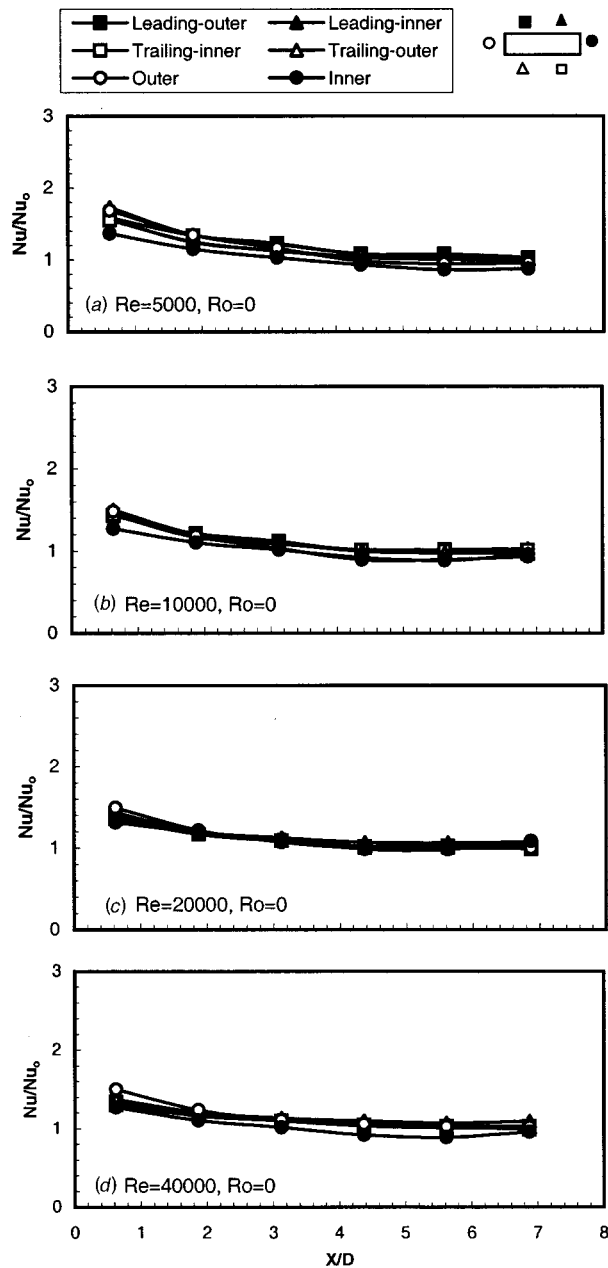 Leading-outer Leading-inner
Trailing-inner Trailing-outer
Outer Inner
3
2
1
0
Nu/Nuo
(a) Re=5000, Ro=0
3
2
1
0
Nu/Nuo
(b) Re=10000, Ro=0
3
2
1
0
Nu/Nuo
(c) Re=20000, Ro=0
3
2
1
0
Nu/Nuo
(d) Re=40000, Ro=0
0 1 2 3 4 5 6 7 8
X/D